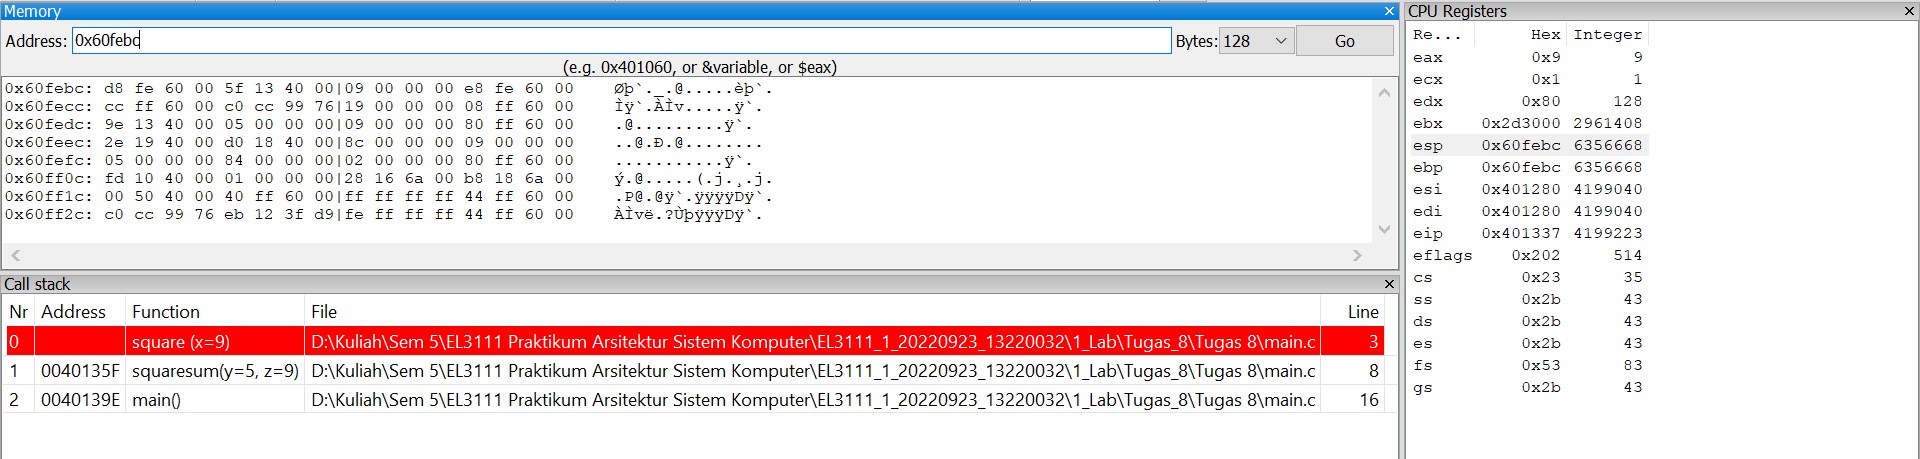 Memory ×
Address: 0x60febc Bytes: 128 Go
(e.g. 0x401060, or &variable, or $eax)
0x60febc: d8 fe 60 00 5f 13 40 00|09 00 00 00 e8 fe 60 00 Øþ`._.@.....èþ`.
0x60fecc: cc ff 60 00 c0 cc 99 76|19 00 00 00 08 ff 60 00 Ìÿ`.ÀÌv.....ÿ`.
0x60fedc: 9e 13 40 00 05 00 00 00|09 00 00 00 80 ff 60 00 .@.........ÿ`.
0x60feec: 2e 19 40 00 d0 18 40 00|8c 00 00 00 09 00 00 00 ..@.Ð.@........
0x60fefc: 05 00 00 00 84 00 00 00|02 00 00 00 80 ff 60 00 ...........ÿ`.
0x60ff0c: fd 10 40 00 01 00 00 00|28 16 6a 00 b8 18 6a 00 ý.@.....(.j.¸.j.
0x60ff1c: 00 50 40 00 40 ff 60 00|ff ff ff ff 44 ff 60 00 .P@.@ÿ`.ÿÿÿÿDÿ`.
0x60ff2c: c0 cc 99 76 eb 12 3f d9|fe ff ff ff 44 ff 60 00 ÀÌvë.?ÙþÿÿÿDÿ`.
Call stack ×
Nr Address Function File Line
0 square (x=9) D:\Kuliah\Sem 5\EL3111 Praktikum Arsitektur Sistem Komputer\EL3111_1_20220923_13220032\1_Lab\Tugas_8\Tugas 8\main.c 3
1 0040135F squaresum(y=5, z=9) D:\Kuliah\Sem 5\EL3111 Praktikum Arsitektur Sistem Komputer\EL3111_1_20220923_13220032\1_Lab\Tugas_8\Tugas 8\main.c 8
2 0040139E main() D:\Kuliah\Sem 5\EL3111 Praktikum Arsitektur Sistem Komputer\EL3111_1_20220923_13220032\1_Lab\Tugas_8\Tugas 8\main.c 16
CPU Registers ×
Re... Hex Integer
eax 0x9 9
ecx 0x1 1
edx 0x80 128
ebx 0x2d3000 2961408
esp 0x60febc 6356668
ebp 0x60febc 6356668
esi 0x401280 4199040
edi 0x401280 4199040
eip 0x401337 4199223
eflags 0x202 514
cs 0x23 35
ss 0x2b 43
ds 0x2b 43
es 0x2b 43
fs 0x53 83
gs 0x2b 43